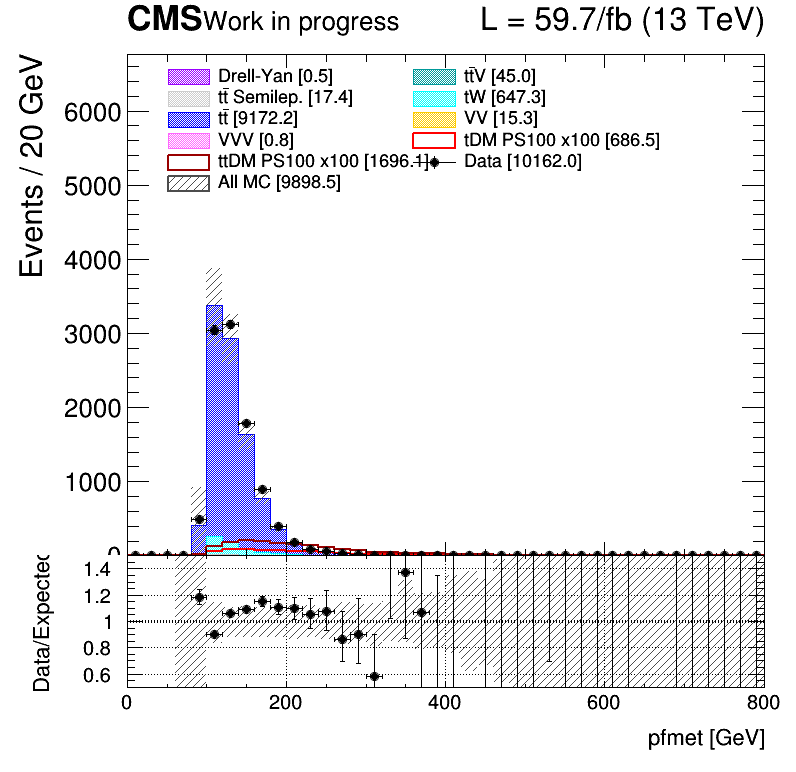 CMS Work in progress L = 59.7/fb (13 TeV)
Events / 20 GeV
Drell-Yan [0.5] tt̄V [45.0]
tt̄ Semilep. [17.4] tW [647.3]
tt̄ [9172.2] VV [15.3]
VVV [0.8] tDM PS100 x100 [686.5]
ttDM PS100 x100 [1696.1] Data [10162.0]
All MC [9898.5]
6000
5000
4000
3000
2000
1000
0
Data/Expected
1.4
1.2
1
0.8
0.6
0 200 400 600 800
pfmet [GeV]